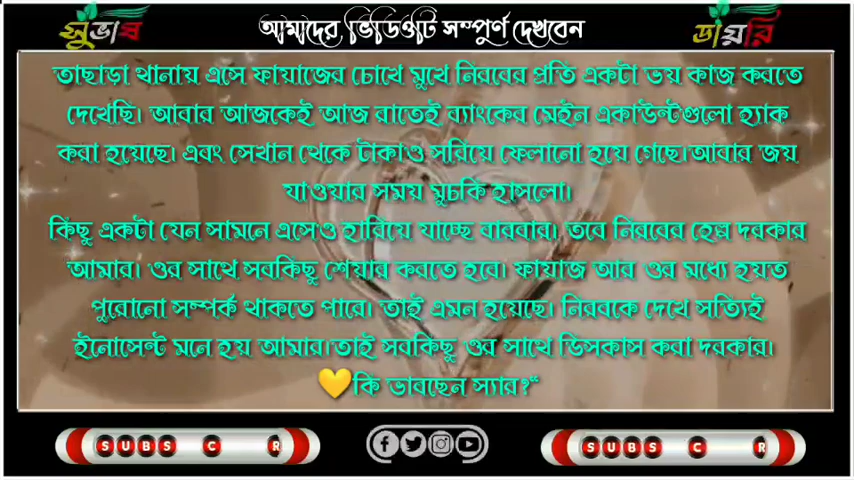 সুভাষ
আমাদের ভিডিওটি সম্পুর্ণ দেখবেন
ডায়রি
তাছাড়া থানায় এসে ফায়াজের চোখে মুখে নিরবের প্রতি একটা ভয় কাজ করতে
দেখেছি। আবার আজকেই আজ রাতেই ব্যাংকের মেইন একাউন্টগুলো হ্যাক
করা হয়েছে। এবং সেখান থেকে টাকাও সরিয়ে ফেলানো হয়ে গেছে।আবার জয়
যাওয়ার সময় মুচকি হাসলো।
কিছু একটা যেন সামনে এসেও হারিয়ে যাচ্ছে বারবার। তবে নিরবের হেল্প দরকার
আমার। ওর সাথে সবকিছু শেয়ার করতে হবে। ফায়াজ আর ওর মধ্যে হয়ত
পুরোনো সম্পর্ক থাকতে পারে। তাই এমন হয়েছে। নিরবকে দেখে সত্যিই
ইনোসেন্ট মনে হয় আমার।তাই সবকিছু ওর সাথে ডিসকাস করা দরকার।
💛কি ভাবছেন স্যার?"
SUBS C R
SUBS C R